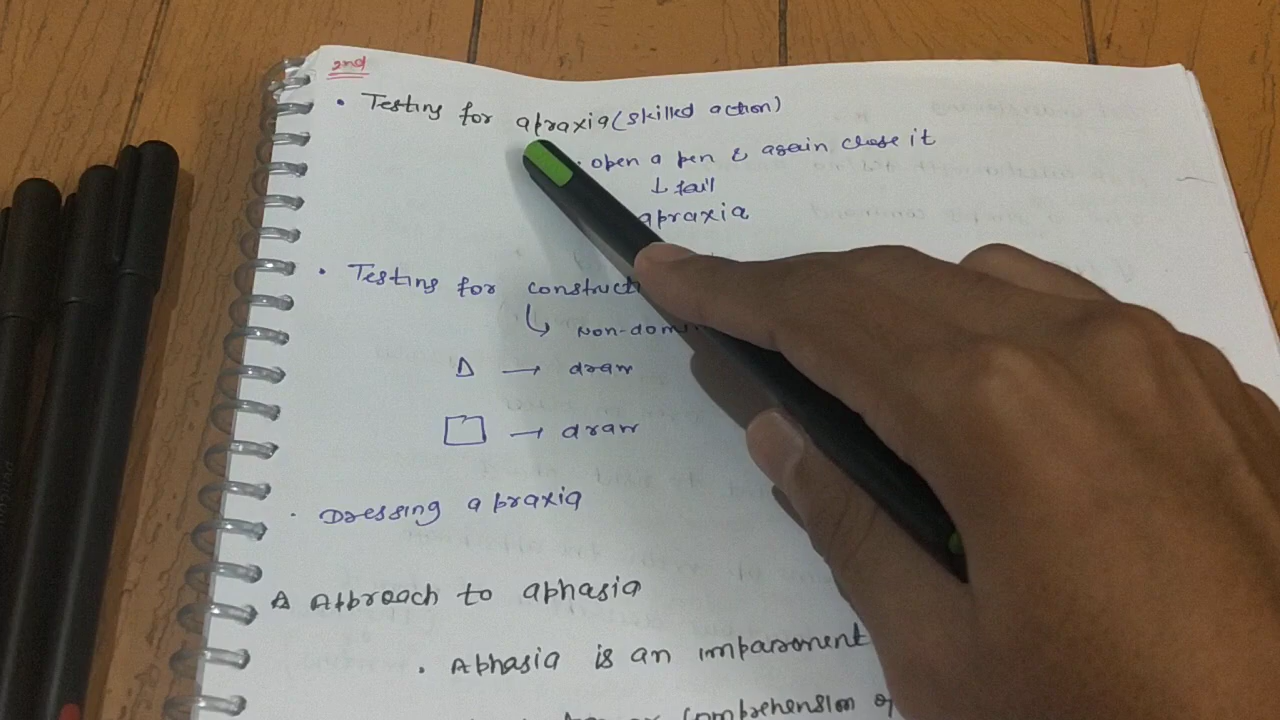 2nd
• Testing for apraxia (skilled action)
• open a pen & again close it
↓ fail
apraxia
• Testing for construct
↳ Non-dom
△ → draw
□ → draw
• Dressing apraxia
Approach to aphasia
• Aphasia is an impairment
comprehension of